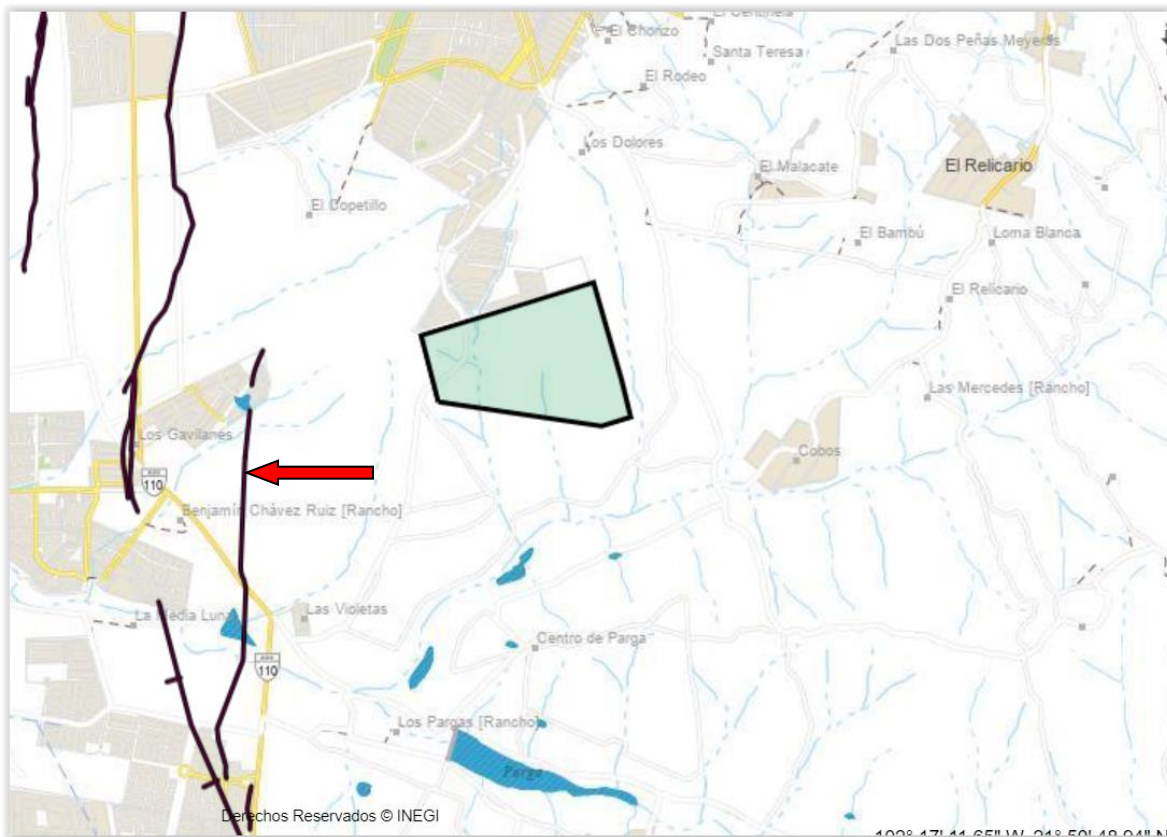 El Chonzo
Santa Teresa
Las Dos Peñas Meyeras
El Rodeo
Los Dolores
El Malacate
El Relicario
El Copetillo
El Bambú
Loma Blanca
El Relicario
Las Mercedes [Rancho]
Los Gavilanes
Cobos
110
Benjamín Chávez Ruiz [Rancho]
La Media Luna
Las Violetas
Centro de Parga
110
Los Pargas [Rancho]
Parga
Derechos Reservados © INEGI